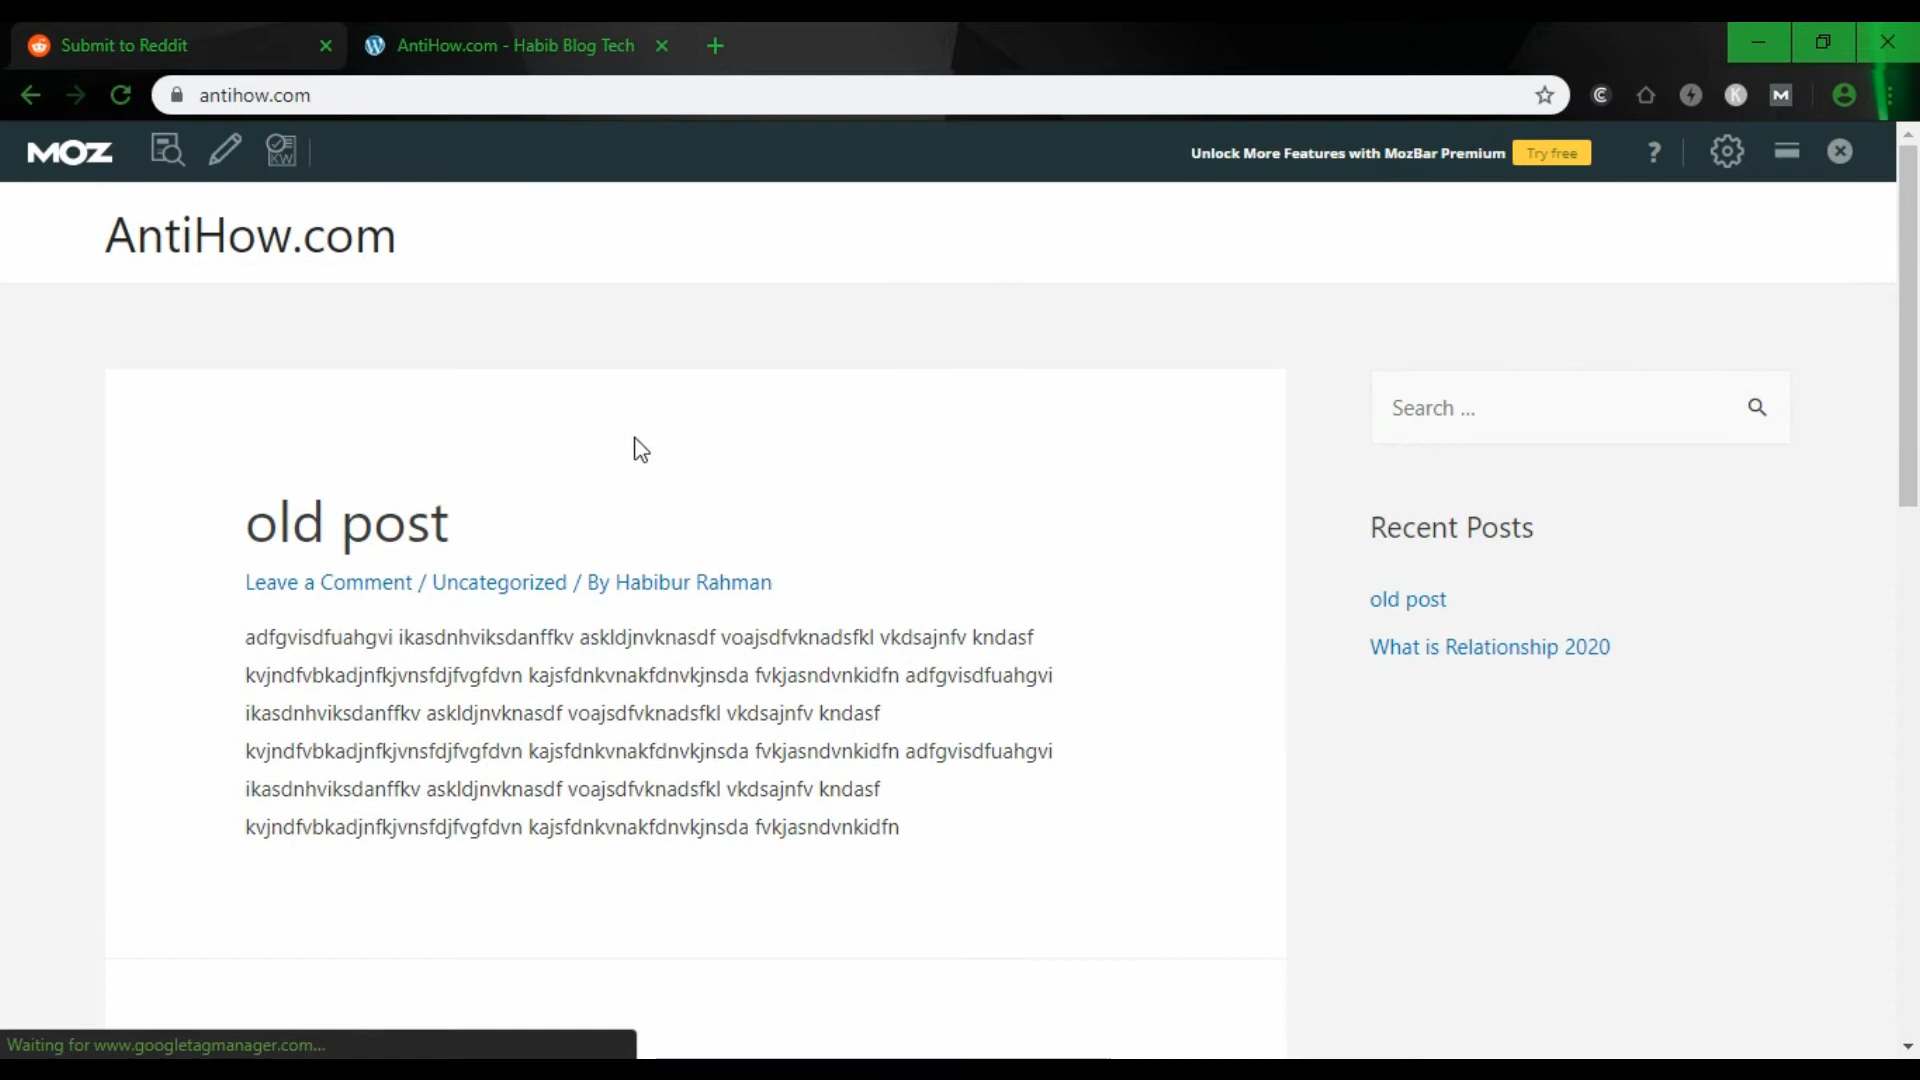 Submit to Reddit
AntiHow.com - Habib Blog Tech
antihow.com
MOZ
KW
Unlock More Features with MozBar Premium
Try free
AntiHow.com
Search ...
old post
Leave a Comment / Uncategorized / By Habibur Rahman
adfgvisdfuahgvi ikasdnhviksdanffkv askldjnvknasdf voajsdfvknadsfkl vkdsajnfv kndasf
kvjndfvbkadjnfkjvnsfdjfvgfdvn kajsfdnkvnakfdnvkjnsda fvkjasndvnkidfn adfgvisdfuahgvi
ikasdnhviksdanffkv askldjnvknasdf voajsdfvknadsfkl vkdsajnfv kndasf
kvjndfvbkadjnfkjvnsfdjfvgfdvn kajsfdnkvnakfdnvkjnsda fvkjasndvnkidfn adfgvisdfuahgvi
ikasdnhviksdanffkv askldjnvknasdf voajsdfvknadsfkl vkdsajnfv kndasf
kvjndfvbkadjnfkjvnsfdjfvgfdvn kajsfdnkvnakfdnvkjnsda fvkjasndvnkidfn
Recent Posts
old post
What is Relationship 2020
Waiting for www.googletagmanager.com...